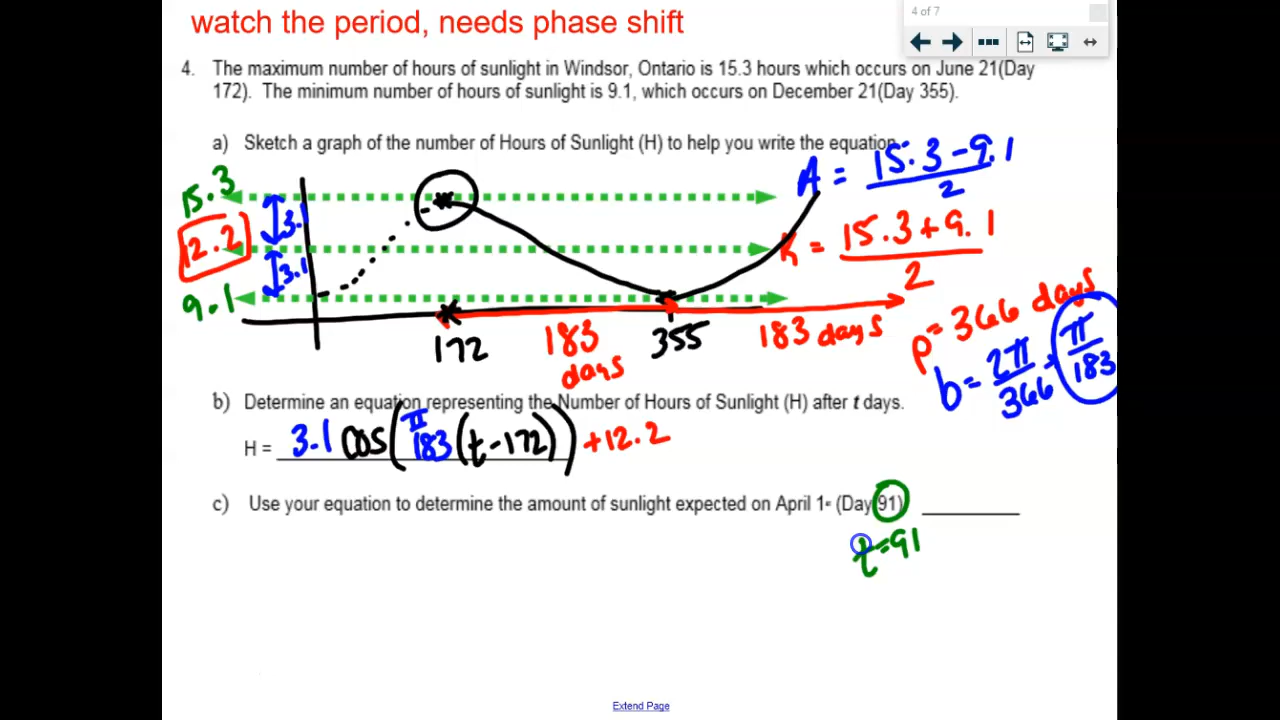 watch the period, needs phase shift
4 of 7
4. The maximum number of hours of sunlight in Windsor, Ontario is 15.3 hours which occurs on June 21(Day
172). The minimum number of hours of sunlight is 9.1, which occurs on December 21(Day 355).
a) Sketch a graph of the number of Hours of Sunlight (H) to help you write the equation
A = 15.3 - 9.1 / 2
15.3
12.2
9.1
3.1
3.1
K = 15.3 + 9.1 / 2
172
183 days
355
183 days
p = 366 days
b = 2π/366 = π/183
b) Determine an equation representing the Number of Hours of Sunlight (H) after t days.
H = 3.1 cos(π/183 (t - 172)) + 12.2
c) Use your equation to determine the amount of sunlight expected on April 1st (Day 91)
t = 91
Extend Page